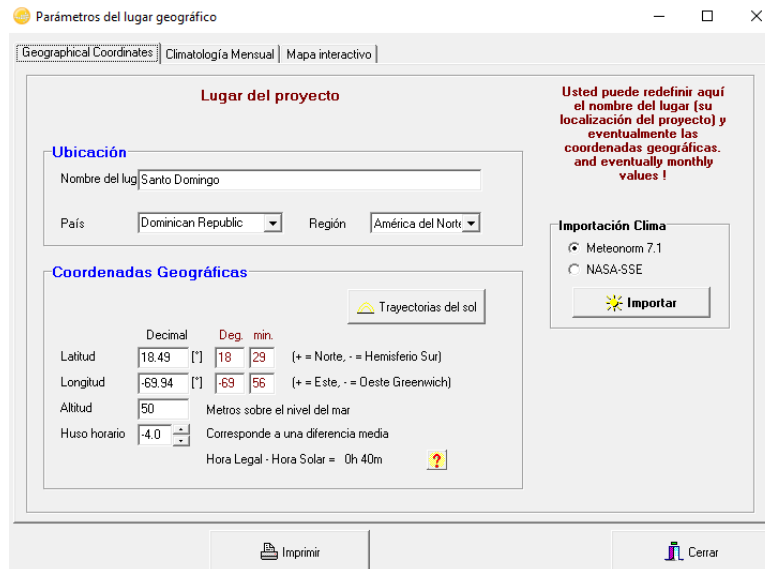 Parámetros del lugar geográfico
Geographical Coordinates Climatología Mensual Mapa interactivo
Lugar del proyecto
Usted puede redefinir aquí
el nombre del lugar (su
localización del proyecto) y
eventualmente las
coordenadas geográficas.
and eventually monthly
values !
Ubicación
Nombre del lug Santo Domingo
País Dominican Republic Región América del Norte
Importación Clima
Meteonorm 7.1
NASA-SSE
Importar
Coordenadas Geográficas
Trayectorias del sol
Decimal Deg. min.
Latitud 18.49 [°] 18 29 (+ = Norte, - = Hemisferio Sur)
Longitud -69.94 [°] -69 56 (+ = Este, - = Oeste Greenwich)
Altitud 50 Metros sobre el nivel del mar
Huso horario -4.0 Corresponde a una diferencia media
Hora Legal - Hora Solar = 0h 40m ?
Imprimir Cerrar